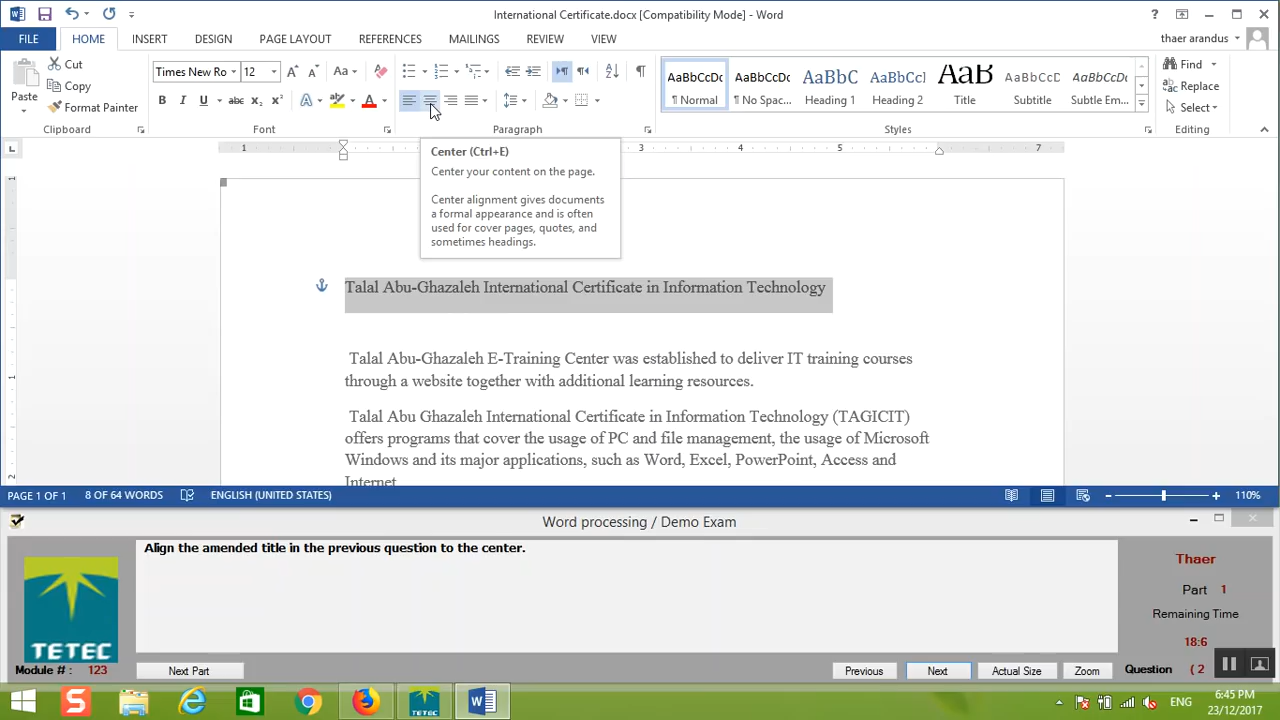 International Certificate.docx [Compatibility Mode] - Word
FILE HOME INSERT DESIGN PAGE LAYOUT REFERENCES MAILINGS REVIEW VIEW
thaer arandus
Paste
Cut
Copy
Format Painter
Clipboard
Times New Ro 12
Font
Paragraph
AaBbCcDc AaBbCcDc AaBbC AaBbCcI AaB AaBbCcC AaBbCcDc
¶ Normal ¶ No Spac... Heading 1 Heading 2 Title Subtitle Subtle Em...
Styles
Find
Replace
Select
Editing
1 3 4 5 7
Center (Ctrl+E)
Center your content on the page.
Center alignment gives documents
a formal appearance and is often
used for cover pages, quotes, and
sometimes headings.
Talal Abu-Ghazaleh International Certificate in Information Technology
Talal Abu-Ghazaleh E-Training Center was established to deliver IT training courses
through a website together with additional learning resources.
Talal Abu Ghazaleh International Certificate in Information Technology (TAGICIT)
offers programs that cover the usage of PC and file management, the usage of Microsoft
Windows and its major applications, such as Word, Excel, PowerPoint, Access and
Internet
PAGE 1 OF 1 8 OF 64 WORDS ENGLISH (UNITED STATES) 110%
Word processing / Demo Exam
Align the amended title in the previous question to the center.
TETEC
Module # : 123
Next Part
Previous
Next
Actual Size
Zoom
Thaer
Part 1
Remaining Time
18:6
Question ( 2
ENG
6:45 PM
23/12/2017